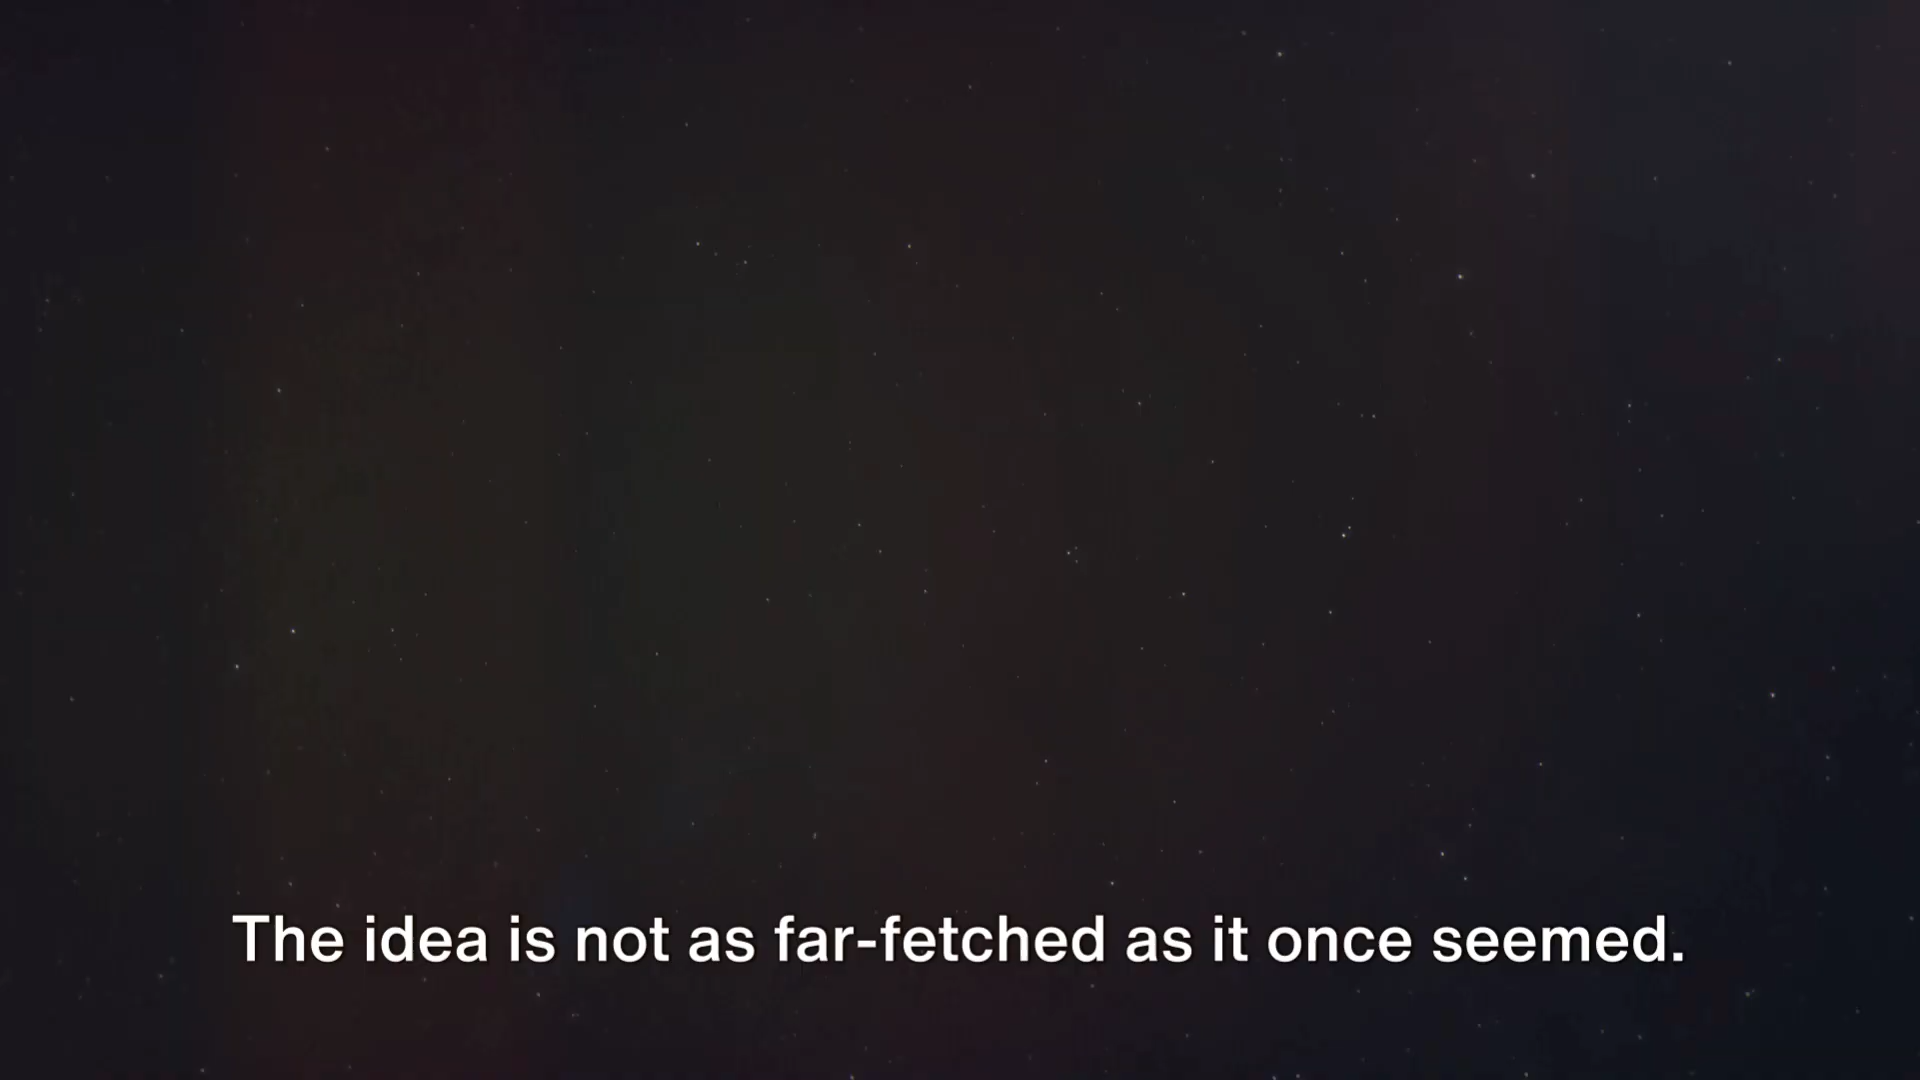 The idea is not as far-fetched as it once seemed.